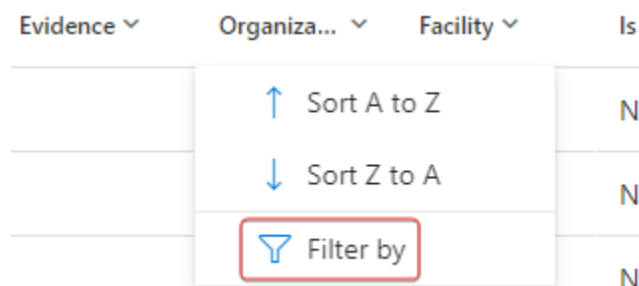 Evidence Organiza... Facility Is
Sort A to Z
N
Sort Z to A
N
Filter by
N